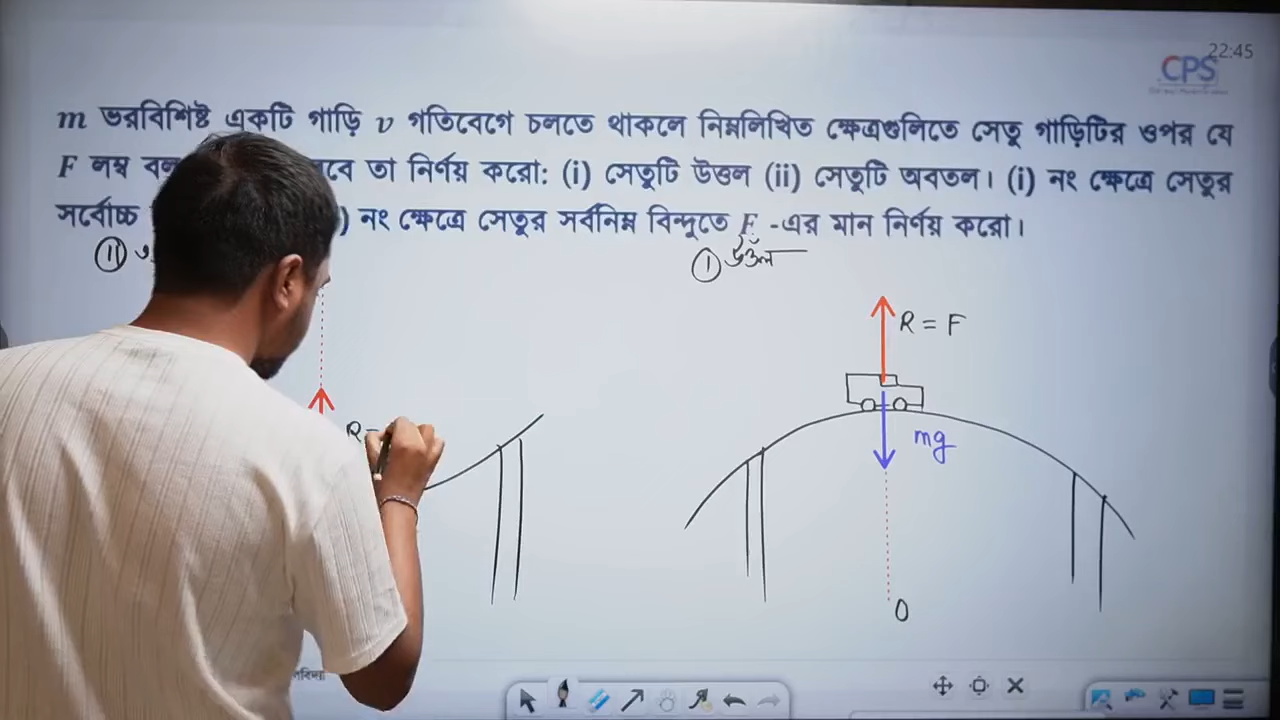 22:45
CPS
m ভরবিশিষ্ট একটি গাড়ি v গতিবেগে চলতে থাকলে নিম্নলিখিত ক্ষেত্রগুলিতে সেতু গাড়িটির ওপর যে
F লম্ব বল বে তা নির্ণয় করো: (i) সেতুটি উত্তল (ii) সেতুটি অবতল। (i) নং ক্ষেত্রে সেতুর
সর্বোচ্চ ) নং ক্ষেত্রে সেতুর সর্বনিম্ন বিন্দুতে F -এর মান নির্ণয় করো।
(ii)
(i) উত্তল
R = F
R =
mg
O